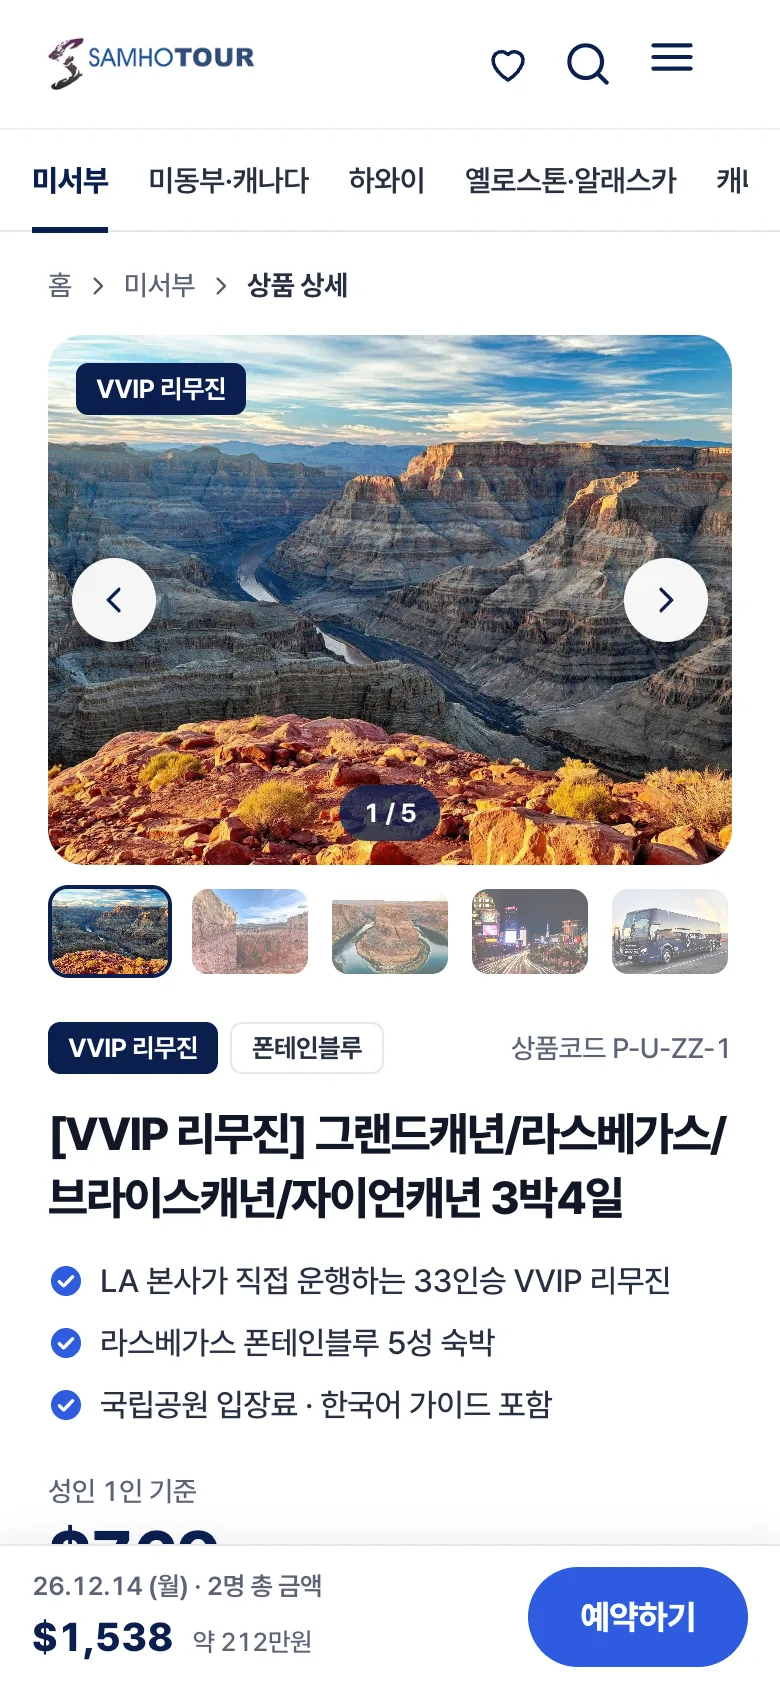 SAMHOTOUR
미서부 미동부·캐나다 하와이 옐로스톤·알래스카
홈 > 미서부 > 상품 상세
VVIP 리무진
1 / 5
VVIP 리무진 폰테인블루 상품코드 P-U-ZZ-1
[VVIP 리무진] 그랜드캐년/라스베가스/
브라이스캐년/자이언캐년 3박4일
LA 본사가 직접 운행하는 33인승 VVIP 리무진
라스베가스 폰테인블루 5성 숙박
국립공원 입장료 · 한국어 가이드 포함
성인 1인 기준
26.12.14 (월) · 2명 총 금액
$1,538 약 212만원
예약하기